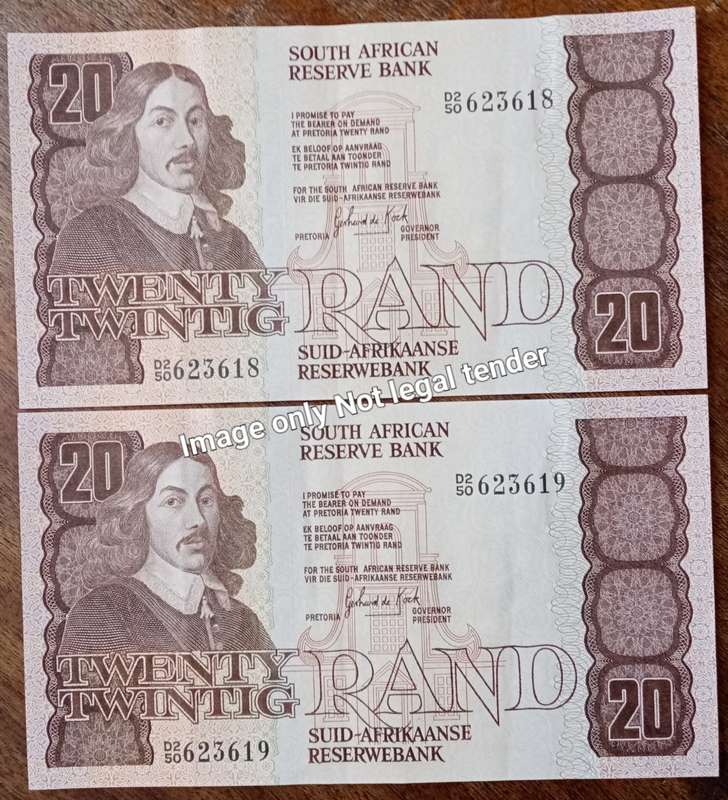 20
SOUTH AFRICAN
RESERVE BANK
D2/50 623618
I PROMISE TO PAY
THE BEARER ON DEMAND
AT PRETORIA TWENTY RAND
EK BELOOF OP AANVRAAG
TE BETAAL AAN TOONDER
TE PRETORIA TWINTIG RAND
FOR THE SOUTH AFRICAN RESERVE BANK
VIR DIE SUID-AFRIKAANSE RESERWEBANK
Gerhard de Kock
PRETORIA GOVERNOR
PRESIDENT
TWENTY
TWINTIG
RAND
20
SUID-AFRIKAANSE
RESERWEBANK
D2/50 623618
Image only Not legal tender
20
SOUTH AFRICAN
RESERVE BANK
D2/50 623619
I PROMISE TO PAY
THE BEARER ON DEMAND
AT PRETORIA TWENTY RAND
EK BELOOF OP AANVRAAG
TE BETAAL AAN TOONDER
TE PRETORIA TWINTIG RAND
FOR THE SOUTH AFRICAN RESERVE BANK
VIR DIE SUID-AFRIKAANSE RESERWEBANK
Gerhard de Kock
PRETORIA GOVERNOR
PRESIDENT
TWENTY
TWINTIG
RAND
20
SUID-AFRIKAANSE
RESERWEBANK
D2/50 623619